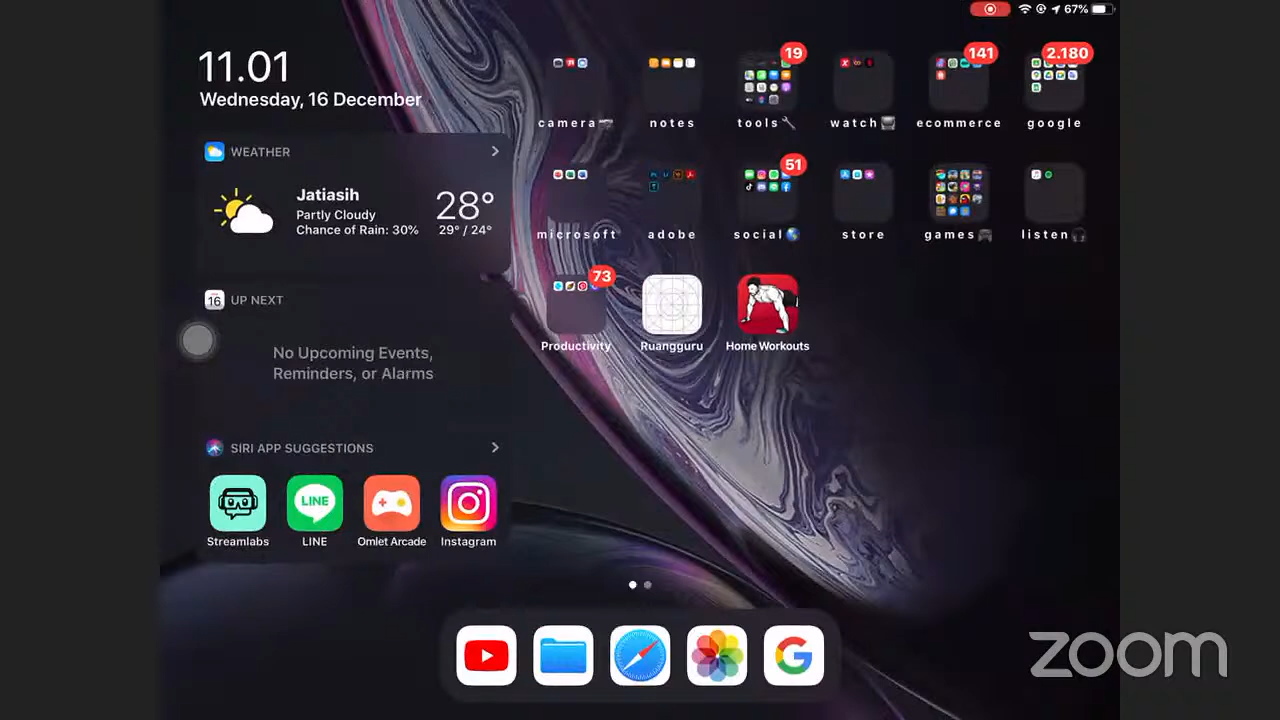 67%
11.01
Wednesday, 16 December
WEATHER
Jatiasih
Partly Cloudy
Chance of Rain: 30%
28°
29° / 24°
16 UP NEXT
No Upcoming Events,
Reminders, or Alarms
SIRI APP SUGGESTIONS
LINE
Streamlabs
LINE
Omlet Arcade
Instagram
19
141
2.180
camera
notes
tools
watch
ecommerce
google
51
microsoft
adobe
social
store
games
listen
73
Productivity
Ruangguru
Home Workouts
zoom